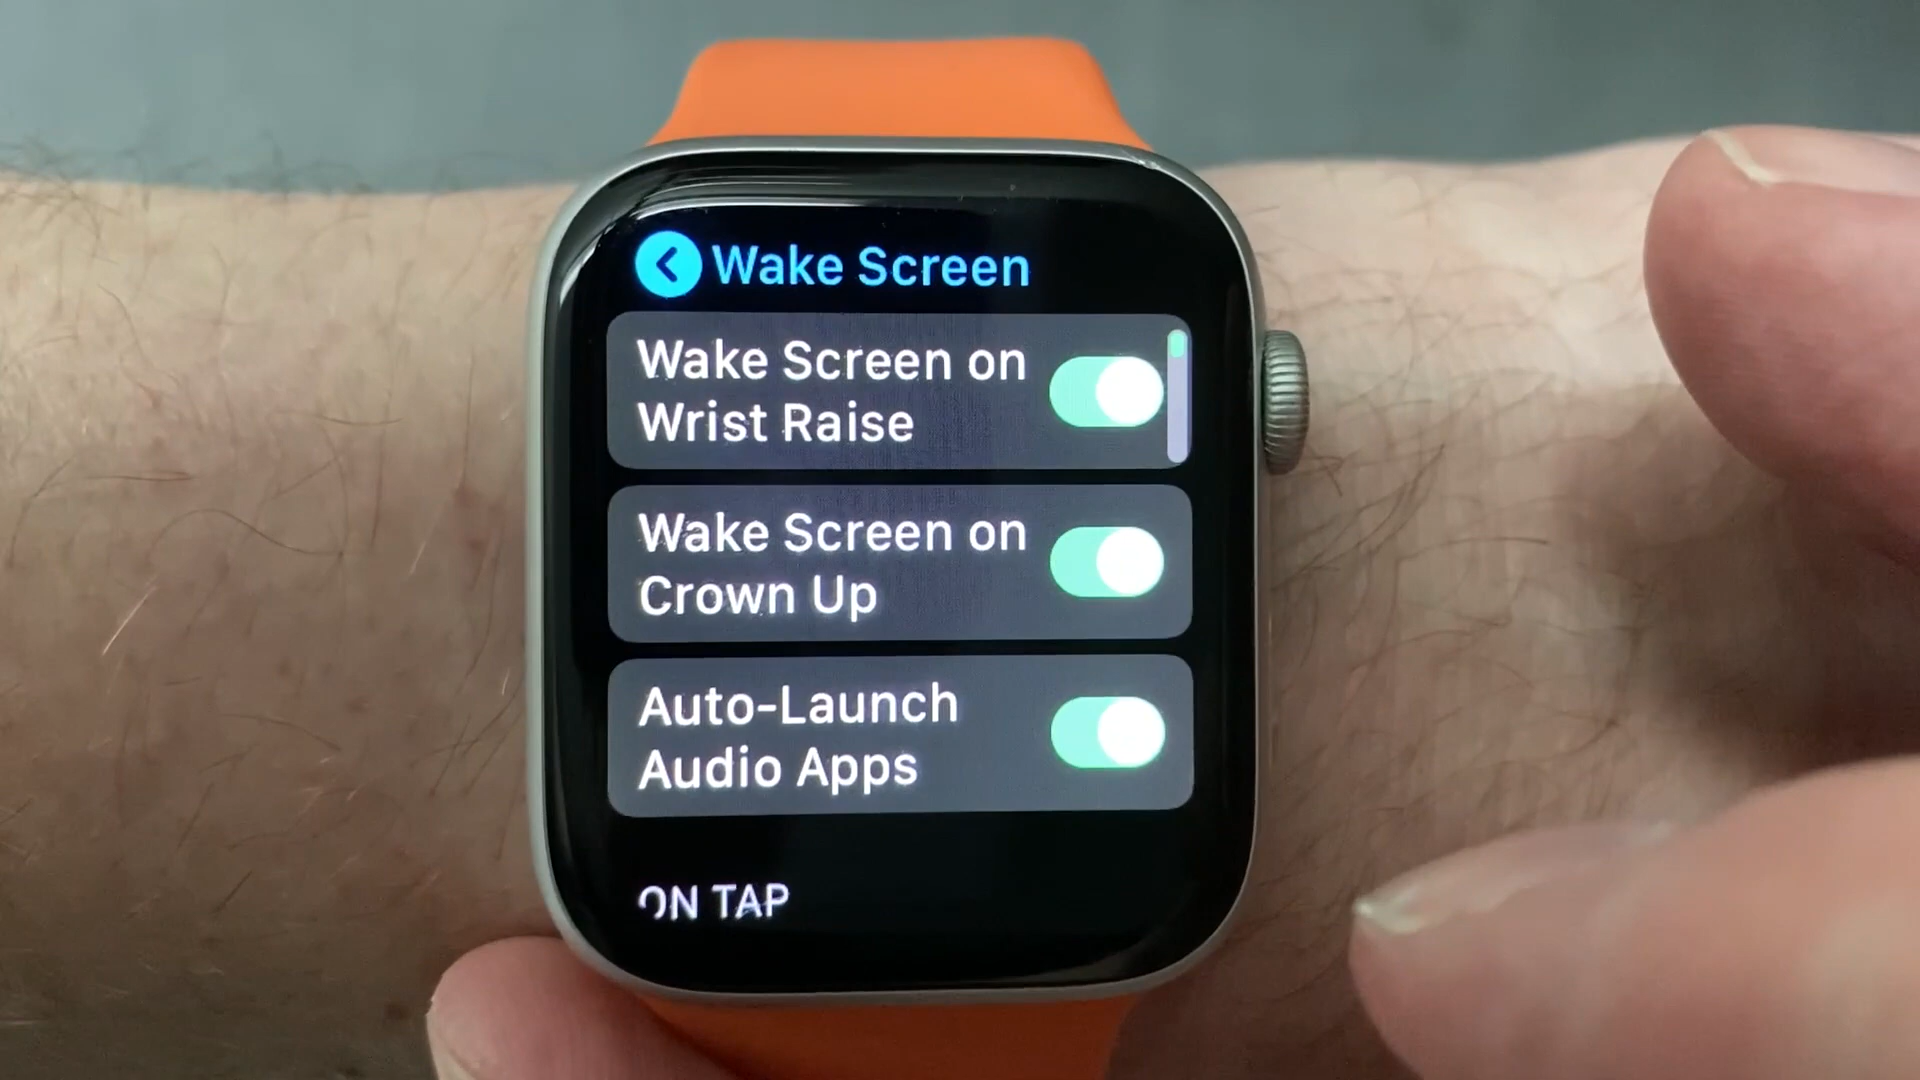 Wake Screen
Wake Screen on
Wrist Raise
Wake Screen on
Crown Up
Auto-Launch
Audio Apps
ON TAP